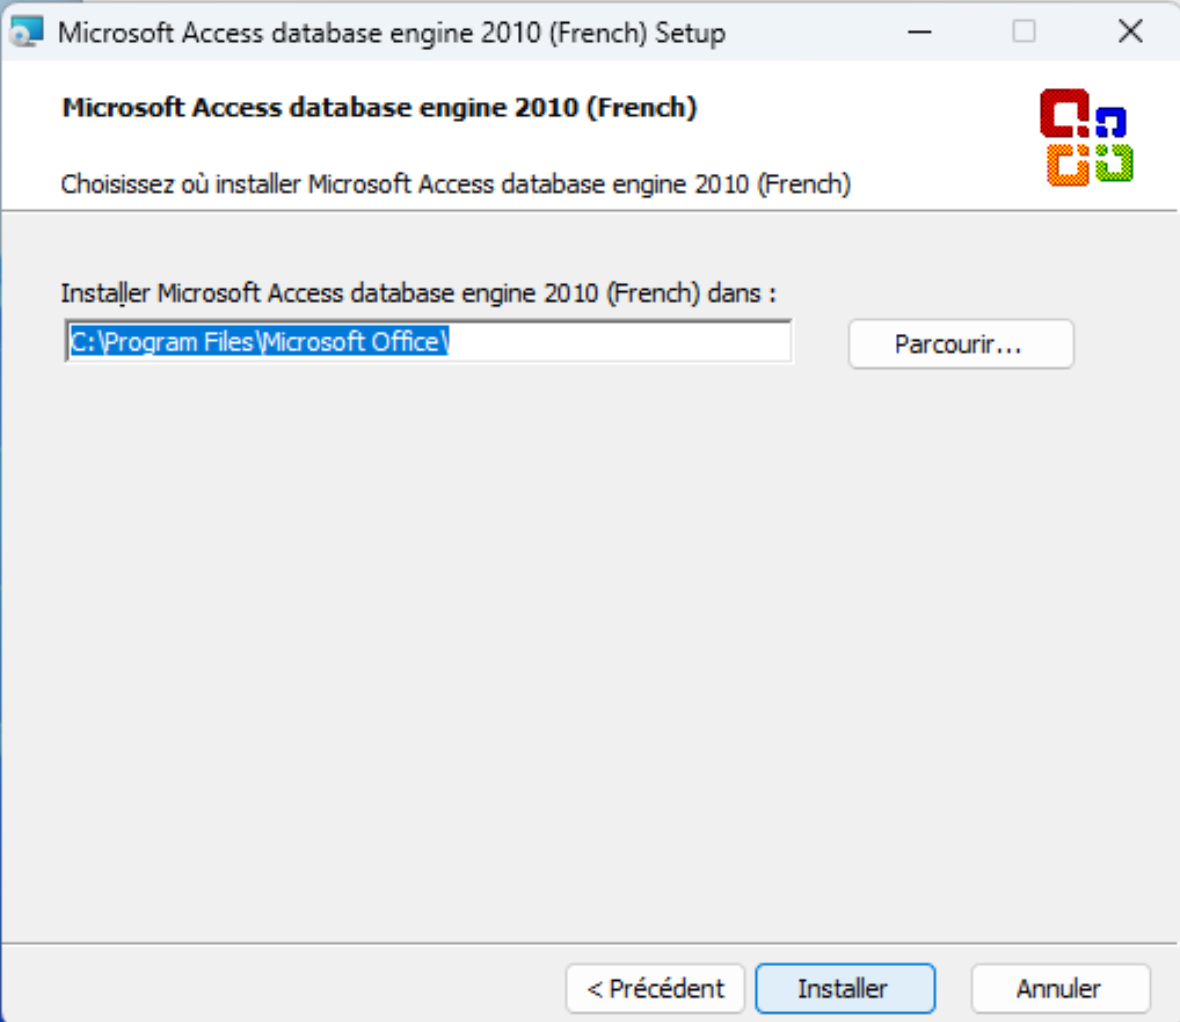 Microsoft Access database engine 2010 (French) Setup
Microsoft Access database engine 2010 (French)
Choisissez où installer Microsoft Access database engine 2010 (French)
Installer Microsoft Access database engine 2010 (French) dans :
C:\Program Files\Microsoft Office\
Parcourir...
< Précédent
Installer
Annuler